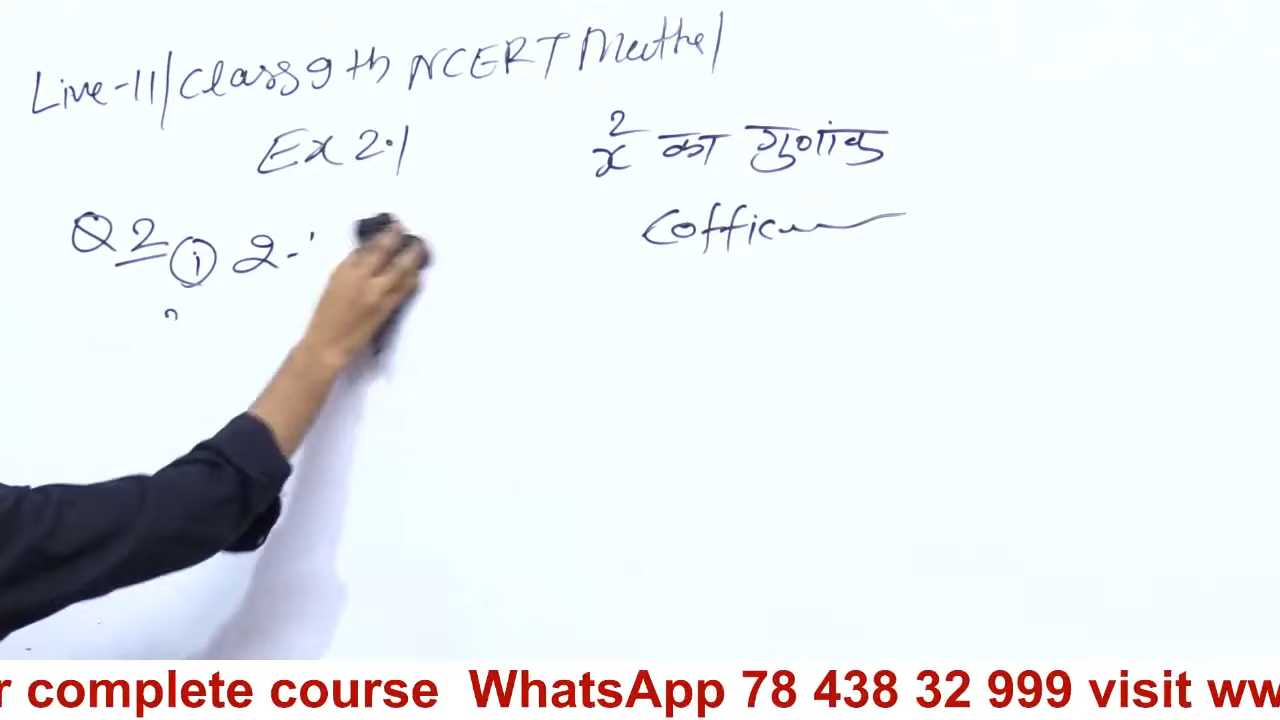 Live-11/Class 9th NCERT Maths/
Ex 2.1
x² का गुणांक
Q2 (i) 2-
r complete course WhatsApp 78 438 32 999 visit ww